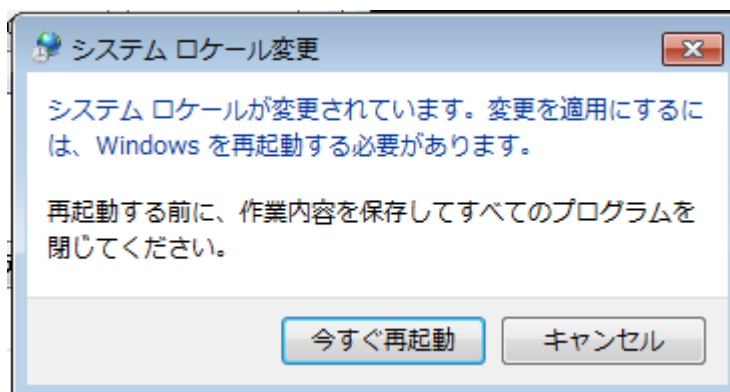 システム ロケール変更
システム ロケールが変更されています。変更を適用にするに
は、Windows を再起動する必要があります。
再起動する前に、作業内容を保存してすべてのプログラムを
閉じてください。
今すぐ再起動
キャンセル